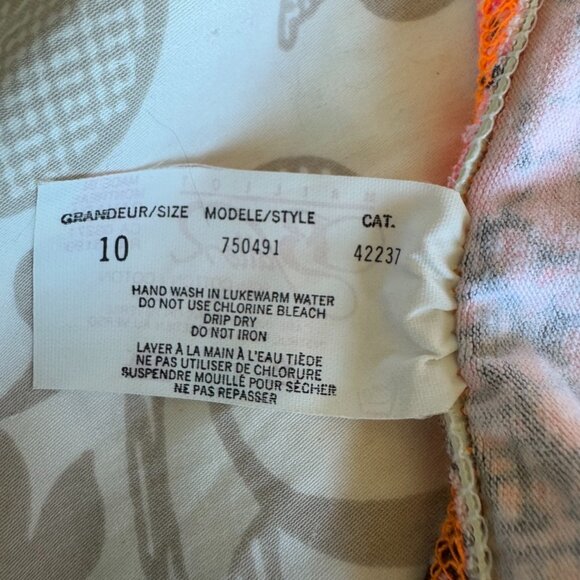 GRANDEUR/SIZE MODELE/STYLE CAT.
10 750491 42237
HAND WASH IN LUKEWARM WATER
DO NOT USE CHLORINE BLEACH
DRIP DRY
DO NOT IRON
LAVER À LA MAIN À L'EAU TIÈDE
NE PAS UTILISER DE CHLORURE
SUSPENDRE MOUILLÉ POUR SÉCHER
NE PAS REPASSER